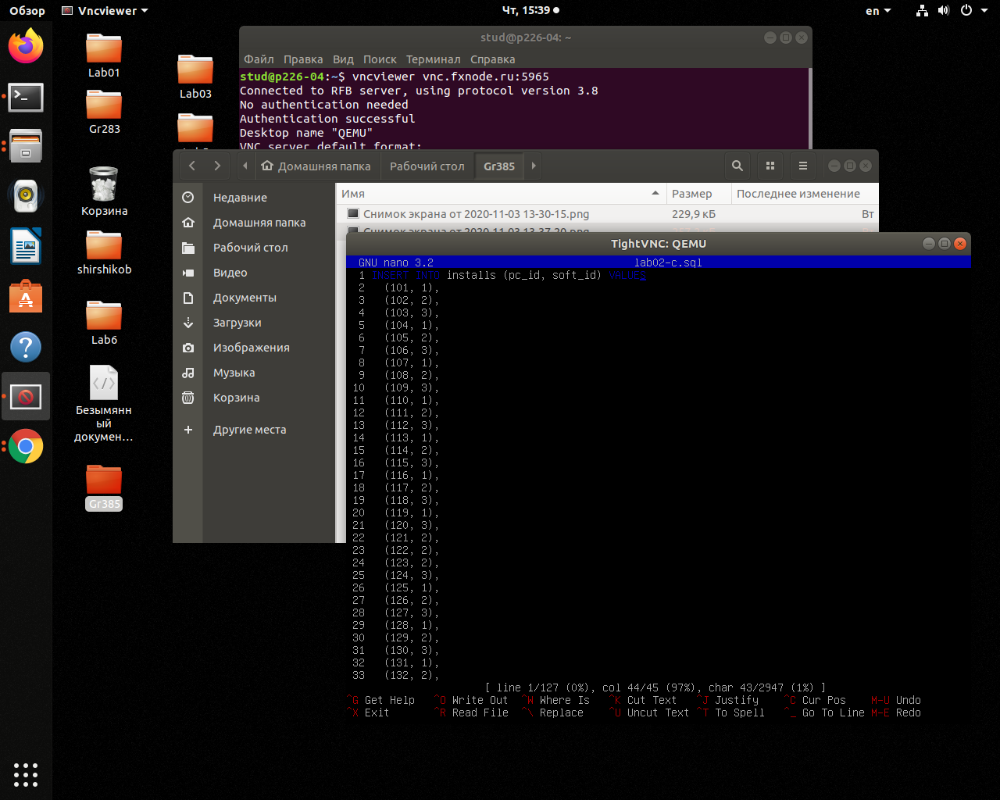 Обзор
Vncviewer
Чт, 15:39
en
Lab01
Gr283
Корзина
shirshikob
Lab6
Безымянн
ый
докумен...
Gr385
Lab03
stud@p226-04: ~
Файл Правка Вид Поиск Терминал Справка
stud@p226-04:~$ vncviewer vnc.fxnode.ru:5965
Connected to RFB server, using protocol version 3.8
No authentication needed
Authentication successful
Desktop name "QEMU"
VNC server default format:
Домашняя папка Рабочий стол Gr385
Недавние
Домашняя папка
Рабочий стол
Видео
Документы
Загрузки
Изображения
Музыка
Корзина
Другие места
Имя Размер Последнее изменение
Снимок экрана от 2020-11-03 13-30-15.png 229,9 кБ Вт
Снимок экрана от 2020-11-03 13-37-20.png
TightVNC: QEMU
GNU nano 3.2 lab02-c.sql
1 INSERT INTO installs (pc_id, soft_id) VALUES
2 (101, 1),
3 (102, 2),
4 (103, 3),
5 (104, 1),
6 (105, 2),
7 (106, 3),
8 (107, 1),
9 (108, 2),
10 (109, 3),
11 (110, 1),
12 (111, 2),
13 (112, 3),
14 (113, 1),
15 (114, 2),
16 (115, 3),
17 (116, 1),
18 (117, 2),
19 (118, 3),
20 (119, 1),
21 (120, 3),
22 (121, 2),
23 (122, 2),
24 (123, 2),
25 (124, 3),
26 (125, 1),
27 (126, 2),
28 (127, 3),
29 (128, 1),
30 (129, 2),
31 (130, 3),
32 (131, 1),
33 (132, 2),
[ line 1/127 (0%), col 44/45 (97%), char 43/2947 (1%) ]
^G Get Help ^O Write Out ^W Where Is ^K Cut Text ^J Justify ^C Cur Pos M-U Undo
^X Exit ^R Read File ^\ Replace ^U Uncut Text ^T To Spell ^_ Go To Line M-E Redo